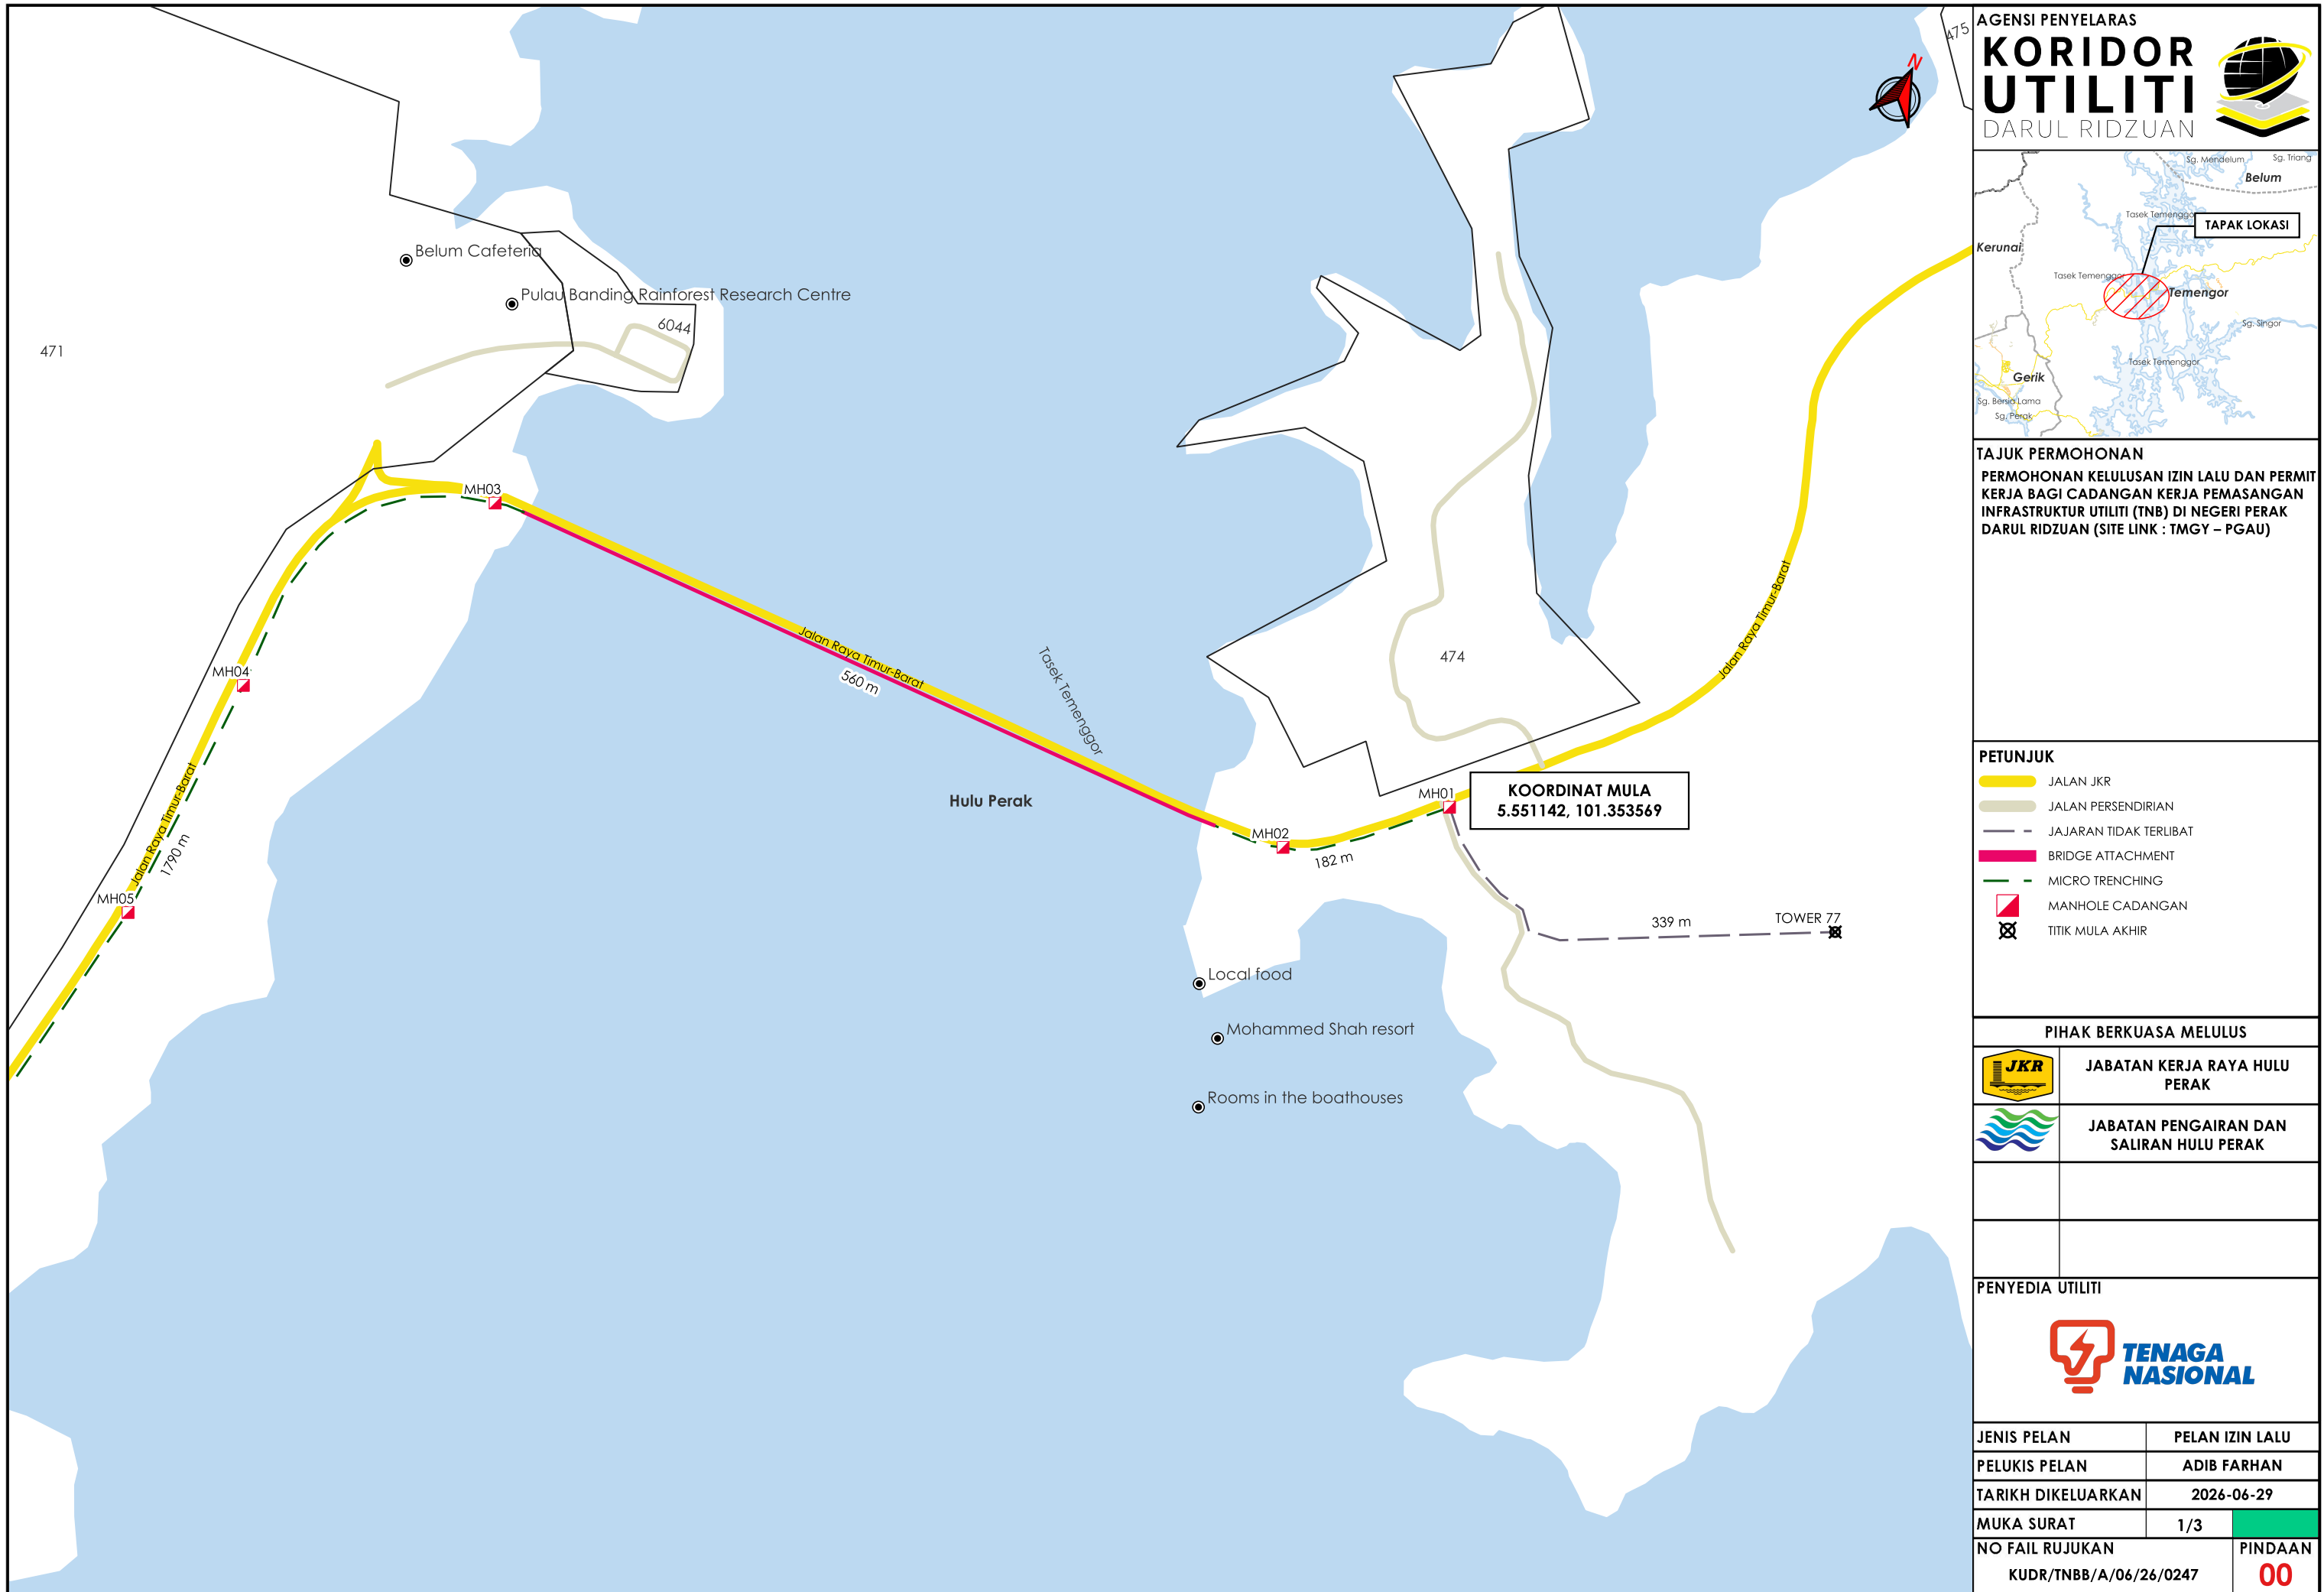 475
N
Belum Cafeteria
Pulau Banding Rainforest Research Centre
6044
471
MH03
Jalan Raya Timur-Barat
560 m
Tasek Temenggor
474
Jalan Raya Timur-Barat
MH04
Hulu Perak
MH01
KOORDINAT MULA
5.551142, 101.353569
MH02
182 m
Jalan Raya Timur-Barat
1790 m
MH05
339 m
TOWER 77
Local food
Mohammed Shah resort
Rooms in the boathouses
AGENSI PENYELARAS
KORIDOR
UTILITI
DARUL RIDZUAN
Sg. Mendelum
Sg. Triang
Belum
Tasek Temenggor
TAPAK LOKASI
Kerunai
Tasek Temenggor
Temengor
Sg. Singor
Tasek Temenggor
Gerik
Sg. Bersia Lama
Sg. Perak
TAJUK PERMOHONAN
PERMOHONAN KELULUSAN IZIN LALU DAN PERMIT
KERJA BAGI CADANGAN KERJA PEMASANGAN
INFRASTRUKTUR UTILITI (TNB) DI NEGERI PERAK
DARUL RIDZUAN (SITE LINK : TMGY – PGAU)
PETUNJUK
JALAN JKR
JALAN PERSENDIRIAN
JAJARAN TIDAK TERLIBAT
BRIDGE ATTACHMENT
MICRO TRENCHING
MANHOLE CADANGAN
TITIK MULA AKHIR
PIHAK BERKUASA MELULUS
JKR
JABATAN KERJA RAYA HULU
PERAK
JABATAN PENGAIRAN DAN
SALIRAN HULU PERAK
PENYEDIA UTILITI
TENAGA
NASIONAL
JENIS PELAN
PELAN IZIN LALU
PELUKIS PELAN
ADIB FARHAN
TARIKH DIKELUARKAN
2026-06-29
MUKA SURAT
1/3
NO FAIL RUJUKAN
PINDAAN
KUDR/TNBB/A/06/26/0247
00